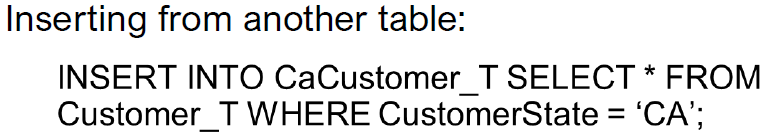 Inserting from another table:
INSERT INTO CaCustomer_T SELECT * FROM
Customer_T WHERE CustomerState = ‘CA’;